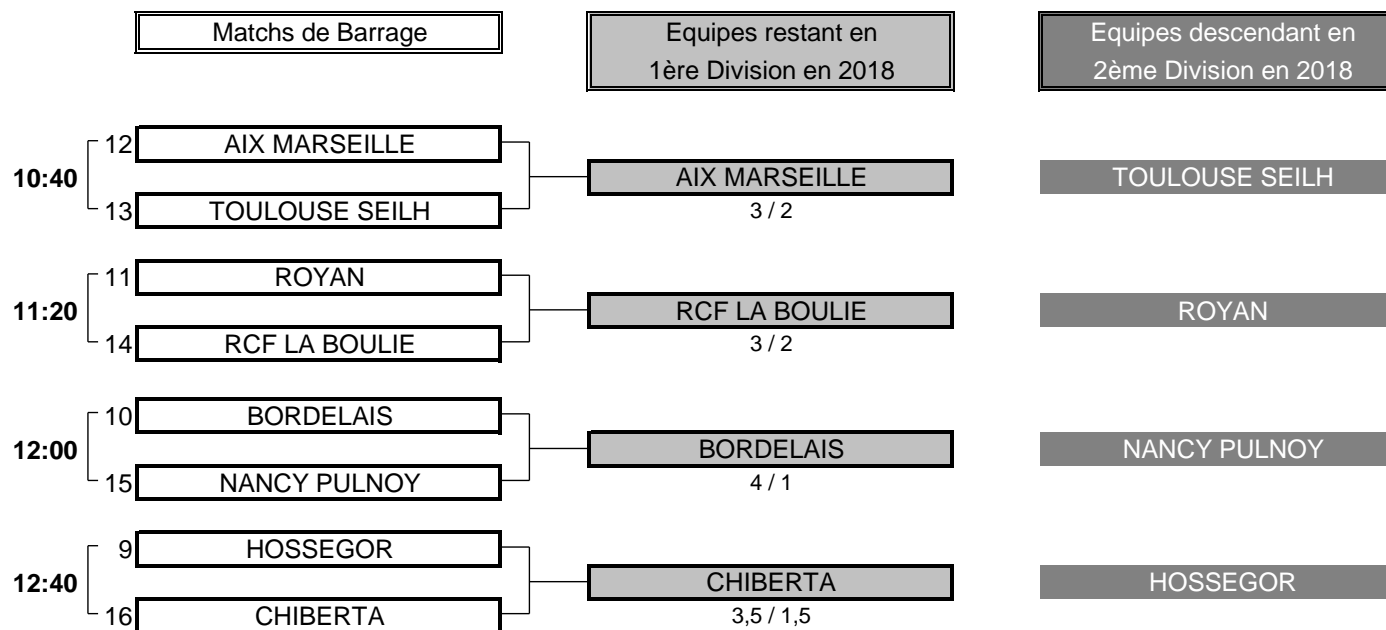 Matchs de Barrage
Equipes restant en
1ère Division en 2018
Equipes descendant en
2ème Division en 2018
10:40
12 AIX MARSEILLE
13 TOULOUSE SEILH
AIX MARSEILLE
3 / 2
TOULOUSE SEILH
11:20
11 ROYAN
14 RCF LA BOULIE
RCF LA BOULIE
3 / 2
ROYAN
12:00
10 BORDELAIS
15 NANCY PULNOY
BORDELAIS
4 / 1
NANCY PULNOY
12:40
9 HOSSEGOR
16 CHIBERTA
CHIBERTA
3,5 / 1,5
HOSSEGOR